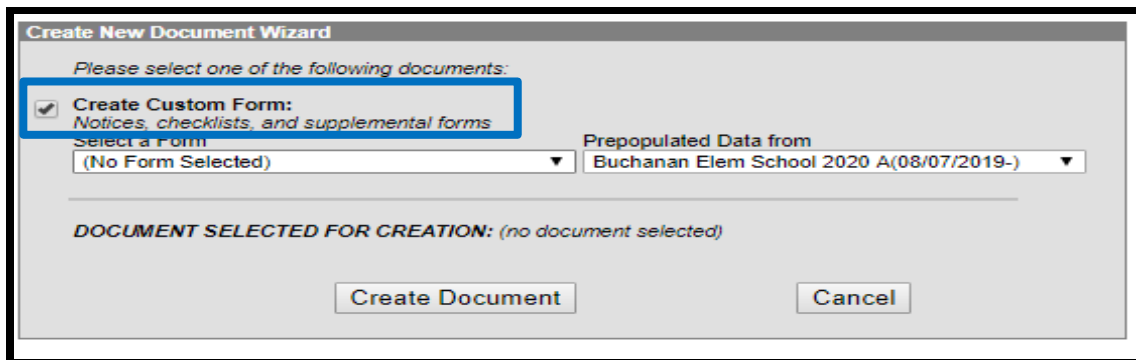 Create New Document Wizard
Please select one of the following documents:
Create Custom Form:
Notices, checklists, and supplemental forms
Select a Form Prepopulated Data from
(No Form Selected) Buchanan Elem School 2020 A(08/07/2019-)
DOCUMENT SELECTED FOR CREATION: (no document selected)
Create Document Cancel